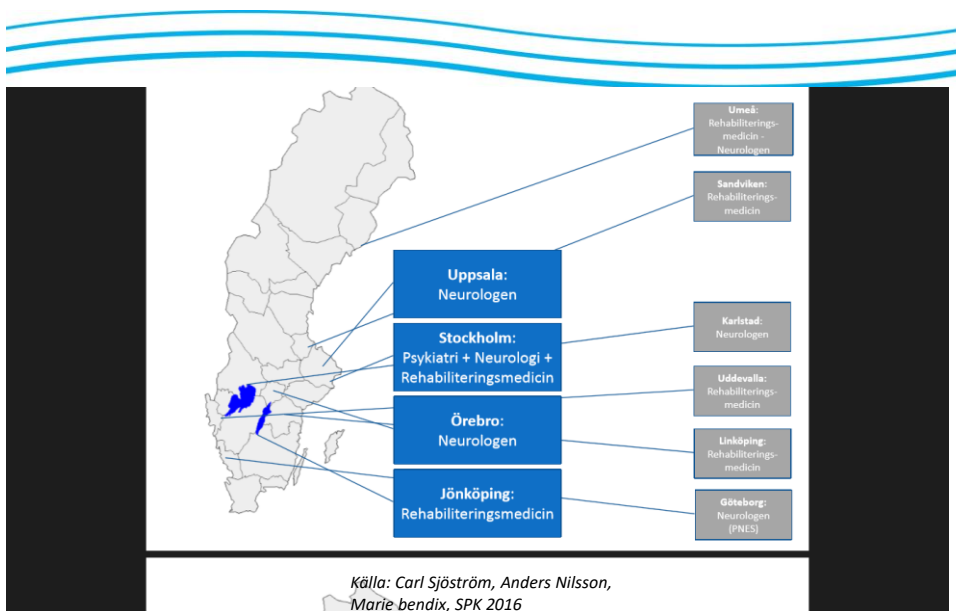 Umeå:
Rehabiliterings-
medicin -
Neurologen
Sandviken:
Rehabiliterings-
medicin
Uppsala:
Neurologen
Stockholm:
Psykiatri + Neurologi +
Rehabiliteringsmedicin
Karlstad:
Neurologen
Uddevalla:
Rehabiliterings-
medicin
Örebro:
Neurologen
Linköping:
Rehabiliterings-
medicin
Jönköping:
Rehabiliteringsmedicin
Göteborg:
Neurologen
(PNES)
Källa: Carl Sjöström, Anders Nilsson,
Marie bendix, SPK 2016